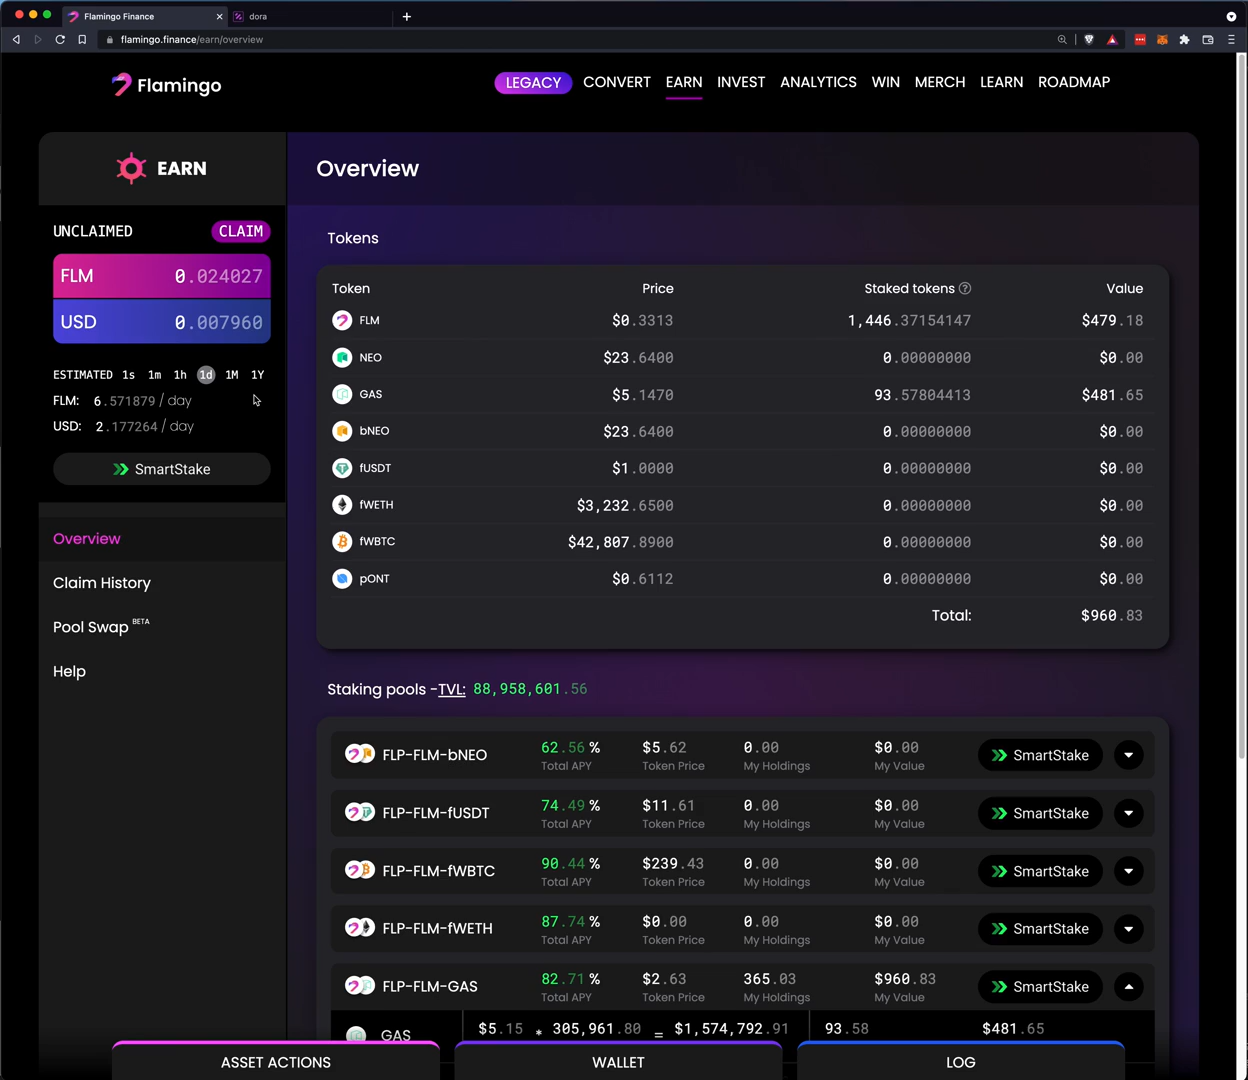 Flamingo Finance
dora
flamingo.finance/earn/overview
Flamingo
LEGACY CONVERT EARN INVEST ANALYTICS WIN MERCH LEARN ROADMAP
EARN
UNCLAIMED CLAIM
FLM 0.024027
USD 0.007960
ESTIMATED 1s 1m 1h 1d 1M 1Y
FLM: 6.571879 / day
USD: 2.177264 / day
SmartStake
Overview
Claim History
Pool Swap BETA
Help
Overview
Tokens
Token Price Staked tokens ? Value
FLM $0.3313 1,446.37154147 $479.18
NEO $23.6400 0.00000000 $0.00
GAS $5.1470 93.57804413 $481.65
bNEO $23.6400 0.00000000 $0.00
fUSDT $1.0000 0.00000000 $0.00
fWETH $3,232.6500 0.00000000 $0.00
fWBTC $42,807.8900 0.00000000 $0.00
pONT $0.6112 0.00000000 $0.00
Total: $960.83
Staking pools -TVL: 88,958,601.56
FLP-FLM-bNEO 62.56 % $5.62 0.00 $0.00 SmartStake
Total APY Token Price My Holdings My Value
FLP-FLM-fUSDT 74.49 % $11.61 0.00 $0.00 SmartStake
Total APY Token Price My Holdings My Value
FLP-FLM-fWBTC 90.44 % $239.43 0.00 $0.00 SmartStake
Total APY Token Price My Holdings My Value
FLP-FLM-fWETH 87.74 % $0.00 0.00 $0.00 SmartStake
Total APY Token Price My Holdings My Value
FLP-FLM-GAS 82.71 % $2.63 365.03 $960.83 SmartStake
Total APY Token Price My Holdings My Value
GAS $5.15 * 305,961.80 = $1,574,792.91 93.58 $481.65
ASSET ACTIONS WALLET LOG